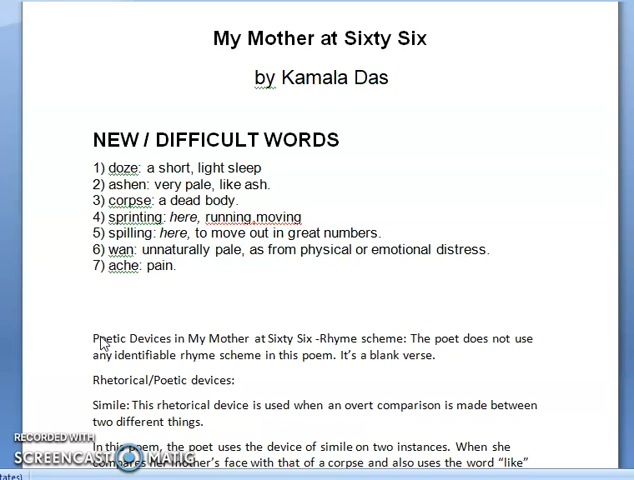 My Mother at Sixty Six
by Kamala Das
NEW / DIFFICULT WORDS
1) doze: a short, light sleep
2) ashen: very pale, like ash.
3) corpse: a dead body.
4) sprinting: here, running,moving
5) spilling: here, to move out in great numbers.
6) wan: unnaturally pale, as from physical or emotional distress.
7) ache: pain.
Poetic Devices in My Mother at Sixty Six -Rhyme scheme: The poet does not use
any identifiable rhyme scheme in this poem. It's a blank verse.
Rhetorical/Poetic devices:
Simile: This rhetorical device is used when an overt comparison is made between
two different things.
In this poem, the poet uses the device of simile on two instances. When she
compares her mother's face with that of a corpse and also uses the word “like”
RECORDED WITH
SCREENCAST MATIC
tates)